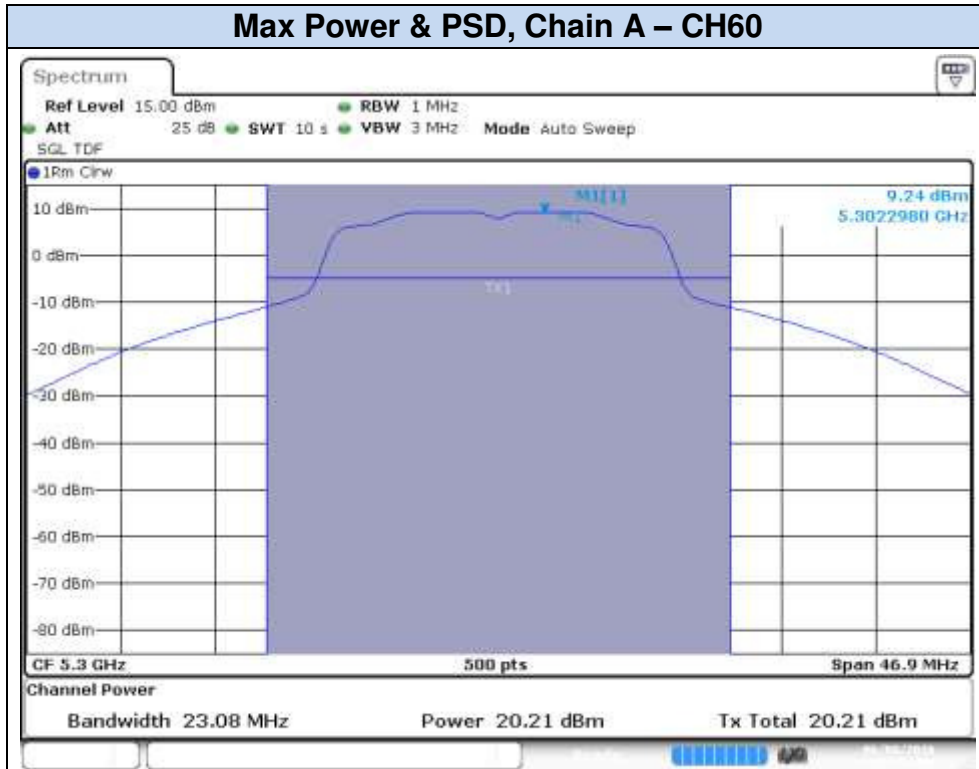 Max Power & PSD, Chain A – CH60
Spectrum
Ref Level 15.00 dBm RBW 1 MHz
Att 25 dB SWT 10 s VBW 3 MHz Mode Auto Sweep
SGL TDF
1Rm Clrw
M1[1] 9.24 dBm
5.3022980 GHz
10 dBm
M1
0 dBm
TX1
-10 dBm
-20 dBm
-30 dBm
-40 dBm
-50 dBm
-60 dBm
-70 dBm
-80 dBm
CF 5.3 GHz 500 pts Span 46.9 MHz
Channel Power
Bandwidth 23.08 MHz Power 20.21 dBm Tx Total 20.21 dBm